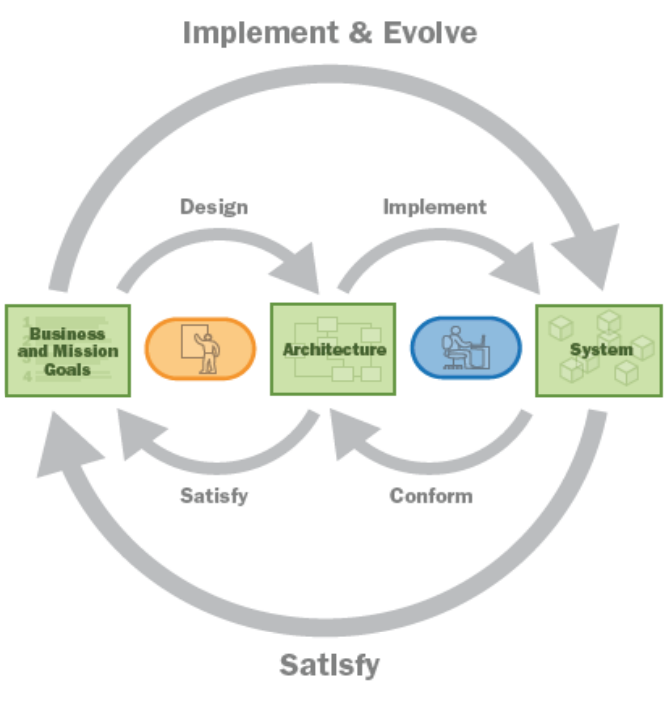 Implement & Evolve
Design
Implement
Business
and Mission
Goals
Architecture
System
Satisfy
Conform
Satisfy